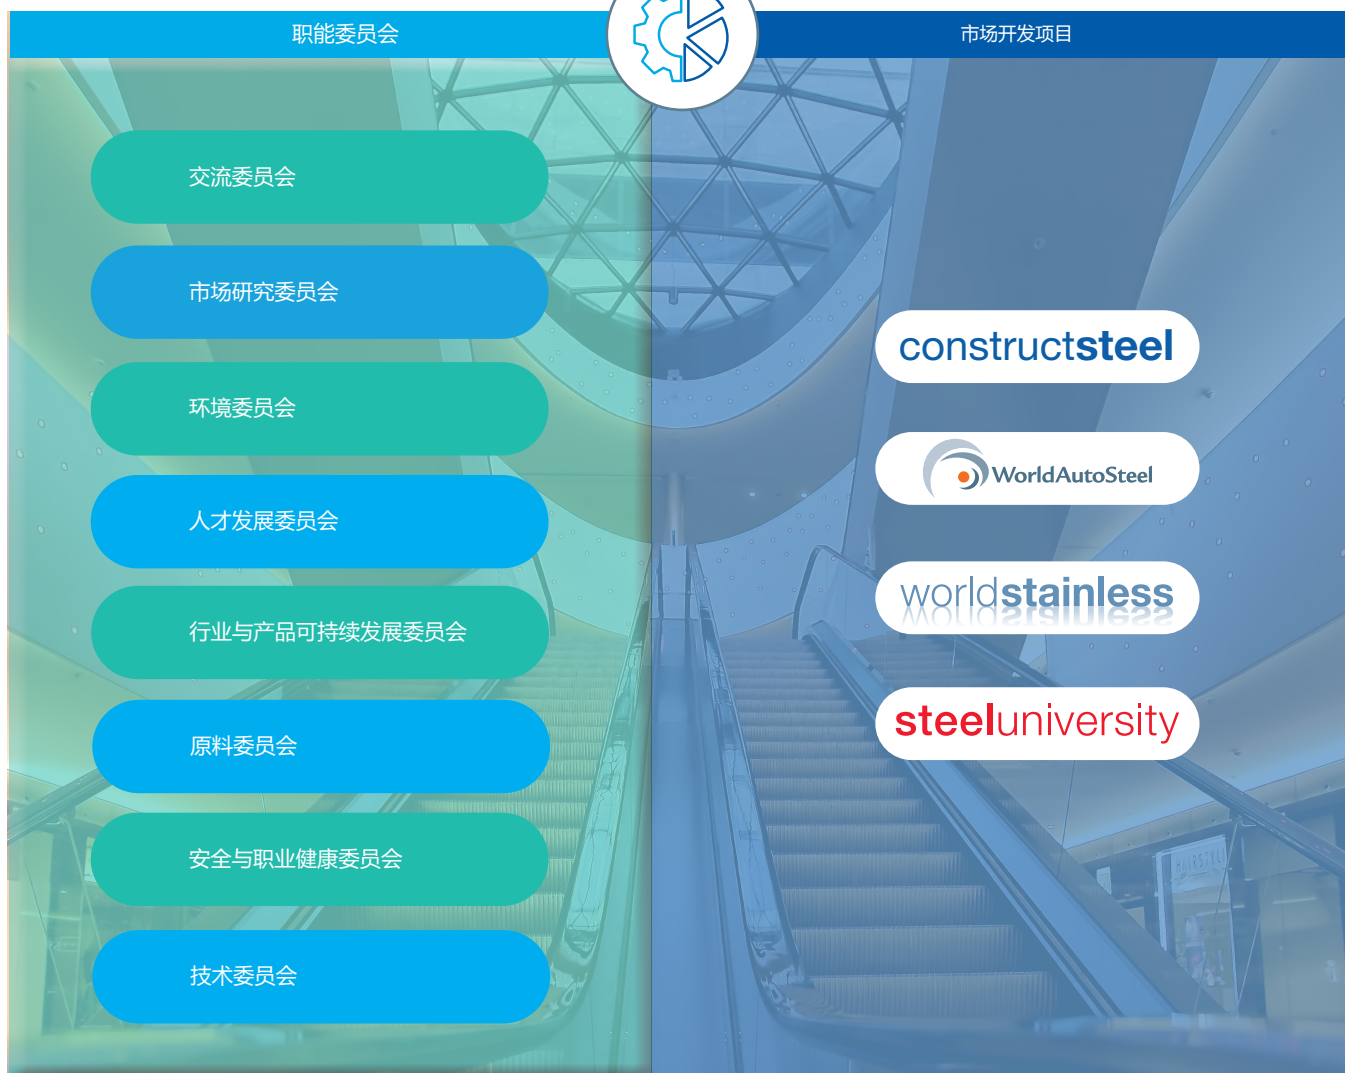 职能委员会
市场开发项目
交流委员会
市场研究委员会
环境委员会
人才发展委员会
行业与产品可持续发展委员会
原料委员会
安全与职业健康委员会
技术委员会
constructsteel
WorldAutoSteel
worldstainless
steeluniversity